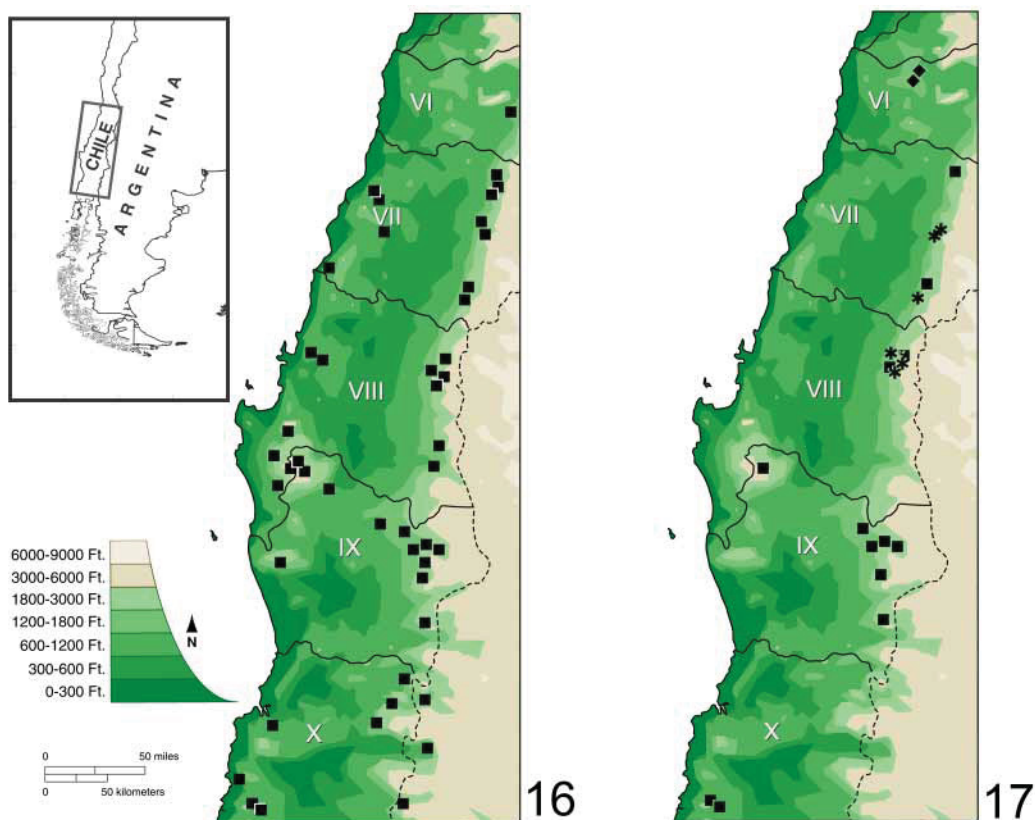 CHILE
ARGENTINA
VI
VII
VIII
IX
X
6000-9000 Ft.
3000-6000 Ft.
1800-3000 Ft.
1200-1800 Ft.
600-1200 Ft.
300-600 Ft.
0-300 Ft.
N
0 50 miles
0 50 kilometers
16
VI
VII
VIII
IX
X
17